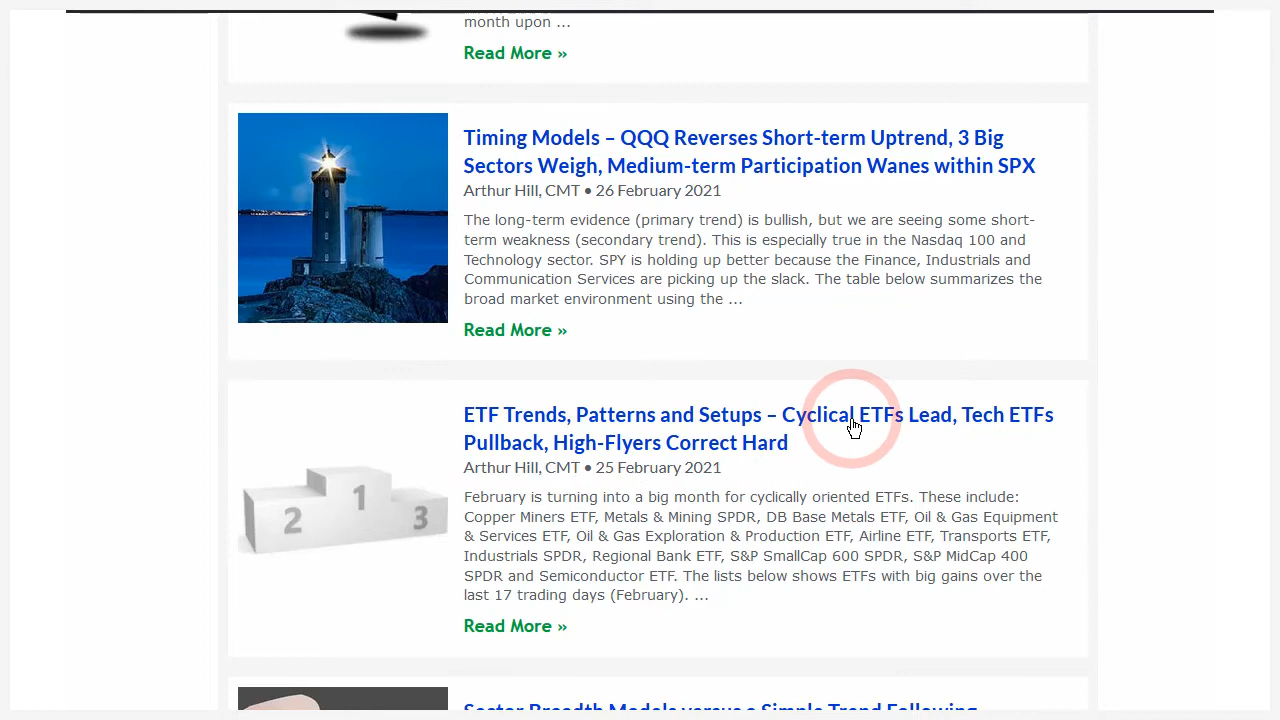 month upon ...
Read More »
Timing Models – QQQ Reverses Short-term Uptrend, 3 Big
Sectors Weigh, Medium-term Participation Wanes within SPX
Arthur Hill, CMT • 26 February 2021
The long-term evidence (primary trend) is bullish, but we are seeing some short-
term weakness (secondary trend). This is especially true in the Nasdaq 100 and
Technology sector. SPY is holding up better because the Finance, Industrials and
Communication Services are picking up the slack. The table below summarizes the
broad market environment using the ...
Read More »
2 1 3
ETF Trends, Patterns and Setups – Cyclical ETFs Lead, Tech ETFs
Pullback, High-Flyers Correct Hard
Arthur Hill, CMT • 25 February 2021
February is turning into a big month for cyclically oriented ETFs. These include:
Copper Miners ETF, Metals & Mining SPDR, DB Base Metals ETF, Oil & Gas Equipment
& Services ETF, Oil & Gas Exploration & Production ETF, Airline ETF, Transports ETF,
Industrials SPDR, Regional Bank ETF, S&P SmallCap 600 SPDR, S&P MidCap 400
SPDR and Semiconductor ETF. The lists below shows ETFs with big gains over the
last 17 trading days (February). ...
Read More »
Sector Breadth Models versus a Simple Trend Following